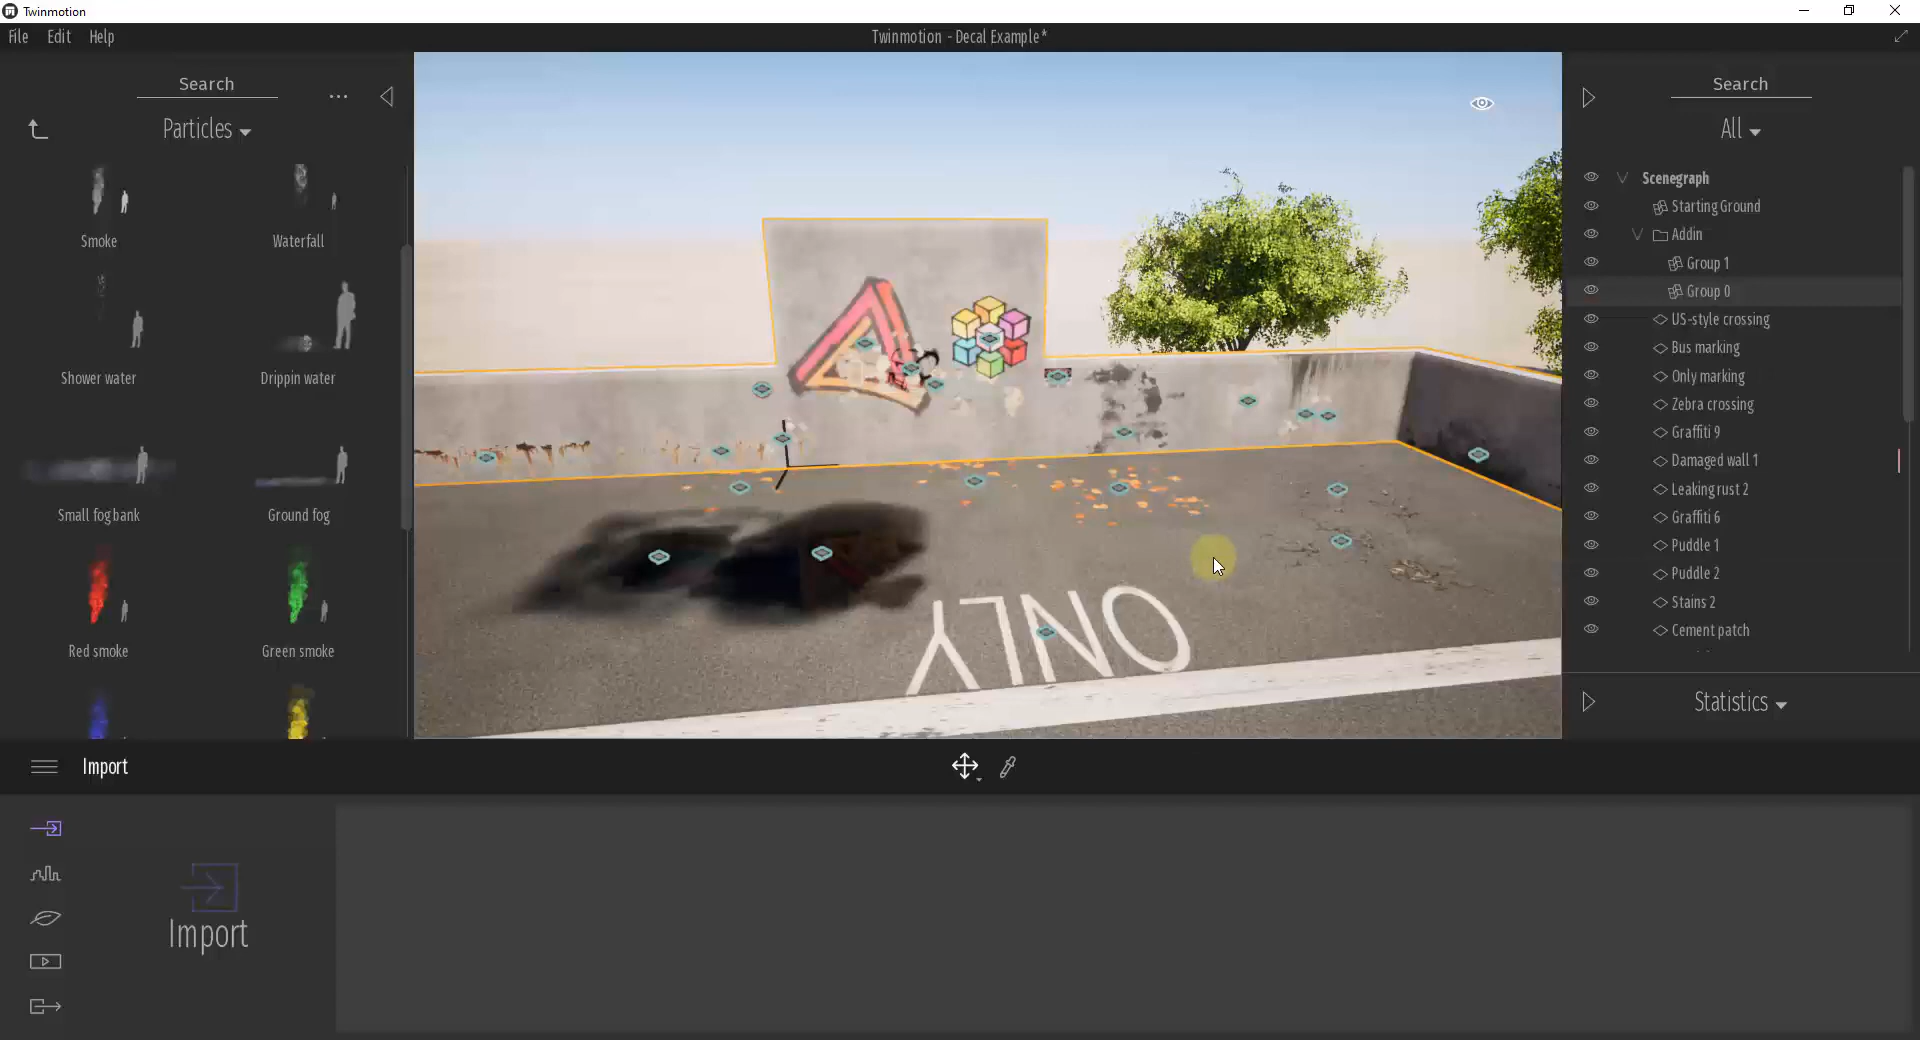 Twinmotion
File Edit Help
Twinmotion - Decal Example*
Search
...
Particles
Smoke
Waterfall
Shower water
Drippin water
Small fog bank
Ground fog
Red smoke
Green smoke
ONLY
Search
All
Scenegraph
Starting Ground
Addin
Group 1
Group 0
US-style crossing
Bus marking
Only marking
Zebra crossing
Graffiti 9
Damaged wall 1
Leaking rust 2
Graffiti 6
Puddle 1
Puddle 2
Stains 2
Cement patch
Statistics
Import
Import